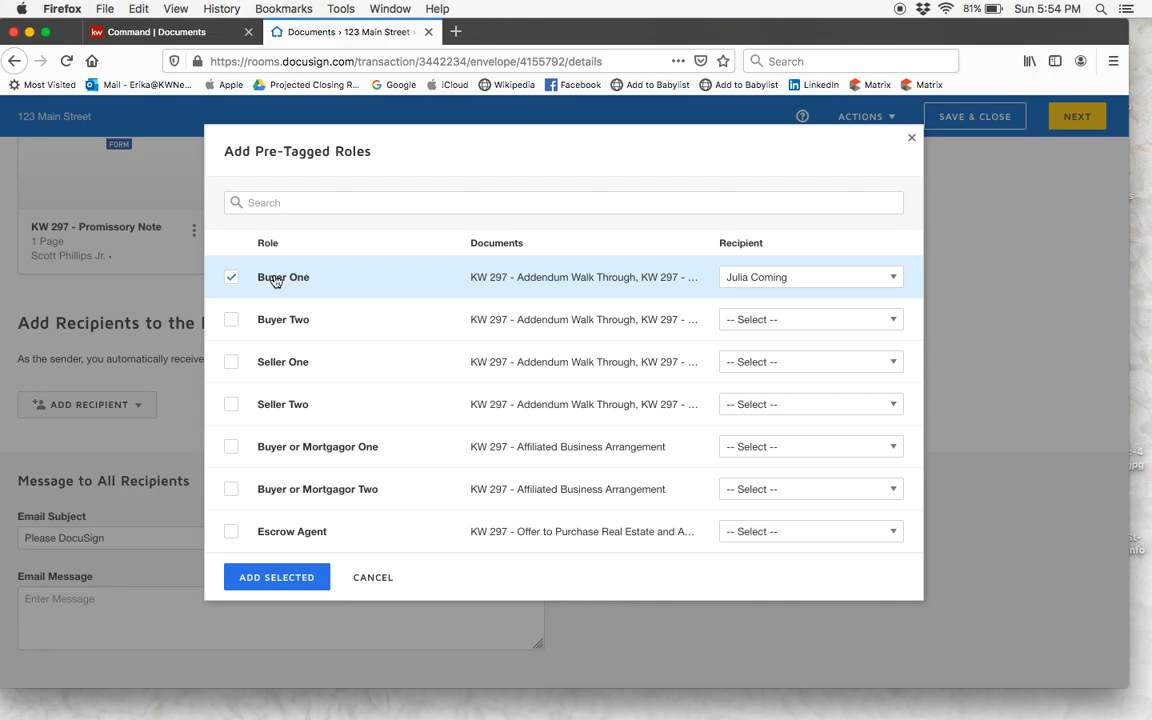 Firefox File Edit View History Bookmarks Tools Window Help 81% Sun 5:54 PM
kw Command | Documents Documents › 123 Main Street
https://rooms.docusign.com/transaction/3442234/envelope/4155792/details Search
Most Visited Mail - Erika@KWNe... Apple Projected Closing R... Google iCloud Wikipedia Facebook Add to Babylist Add to Babylist LinkedIn Matrix Matrix
123 Main Street ACTIONS SAVE & CLOSE NEXT
FORM
KW 297 - Promissory Note
1 Page
Scott Phillips Jr. -
Add Recipients to the
As the sender, you automatically receive
ADD RECIPIENT
Message to All Recipients
Email Subject
Please DocuSign
Email Message
Enter Message
Add Pre-Tagged Roles
Search
Role Documents Recipient
Buyer One KW 297 - Addendum Walk Through, KW 297 - ... Julia Coming
Buyer Two KW 297 - Addendum Walk Through, KW 297 - ... -- Select --
Seller One KW 297 - Addendum Walk Through, KW 297 - ... -- Select --
Seller Two KW 297 - Addendum Walk Through, KW 297 - ... -- Select --
Buyer or Mortgagor One KW 297 - Affiliated Business Arrangement -- Select --
Buyer or Mortgagor Two KW 297 - Affiliated Business Arrangement -- Select --
Escrow Agent KW 297 - Offer to Purchase Real Estate and A... -- Select --
ADD SELECTED CANCEL